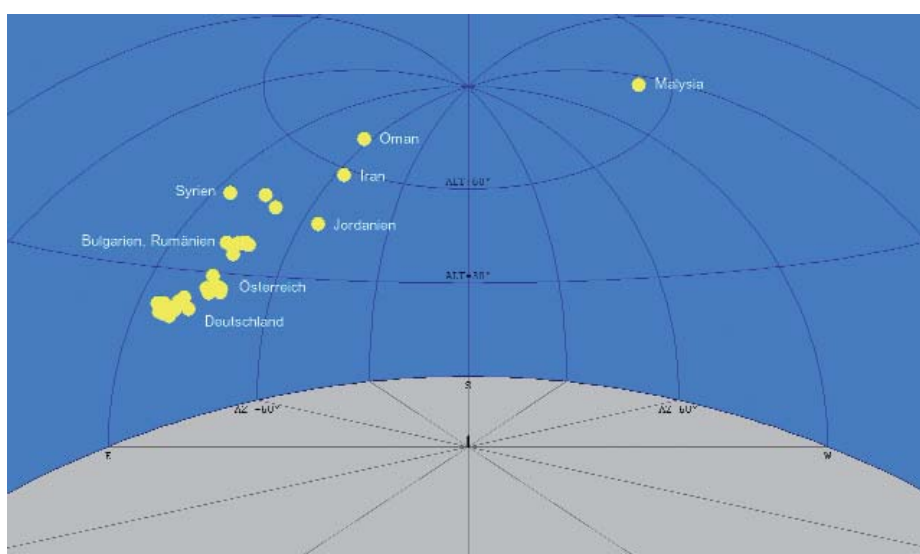 Malysia
Oman
Iran
ALT=60°
Syrien
Jordanien
Bulgarien, Rumänien
ALT=30°
Österreich
Deutschland
S
AZ -60°
AZ 60°
E
W